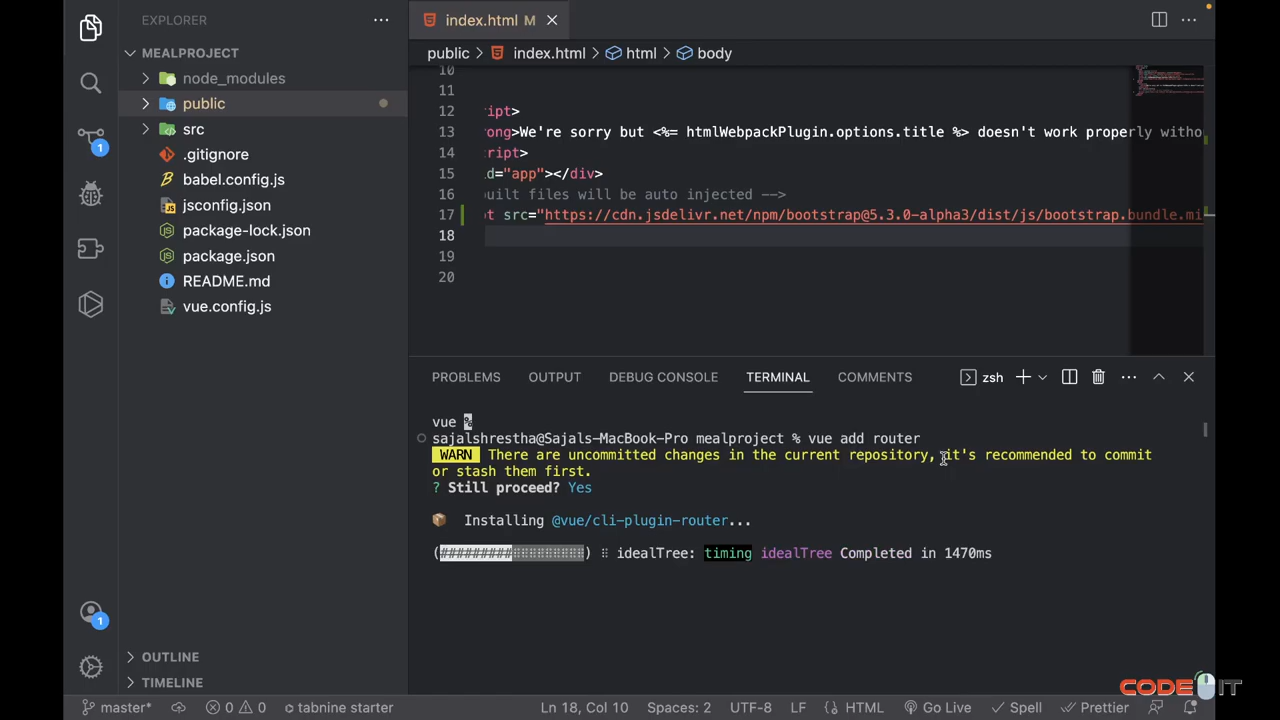 EXPLORER
MEALPROJECT
node_modules
public
src
.gitignore
babel.config.js
jsconfig.json
package-lock.json
package.json
README.md
vue.config.js
OUTLINE
TIMELINE
1
1
index.html M
public > index.html > html > body
10
11
12 ript>
13 rong>We're sorry but <%= htmlWebpackPlugin.options.title %> doesn't work properly witho
14 cript>
15 id="app"></div>
16 uilt files will be auto injected -->
17 pt src="https://cdn.jsdelivr.net/npm/bootstrap@5.3.0-alpha3/dist/js/bootstrap.bundle.mi
18
19
20
PROBLEMS OUTPUT DEBUG CONSOLE TERMINAL COMMENTS zsh
vue %
sajalshrestha@Sajals-MacBook-Pro mealproject % vue add router
WARN There are uncommitted changes in the current repository, it's recommended to commit
or stash them first.
? Still proceed? Yes
Installing @vue/cli-plugin-router...
(#########⠂⠂⠂⠂⠂⠂⠂⠂⠂) ⠏ idealTree: timing idealTree Completed in 1470ms
CODE IT
master* 0 0 tabnine starter Ln 18, Col 10 Spaces: 2 UTF-8 LF HTML Go Live Spell Prettier